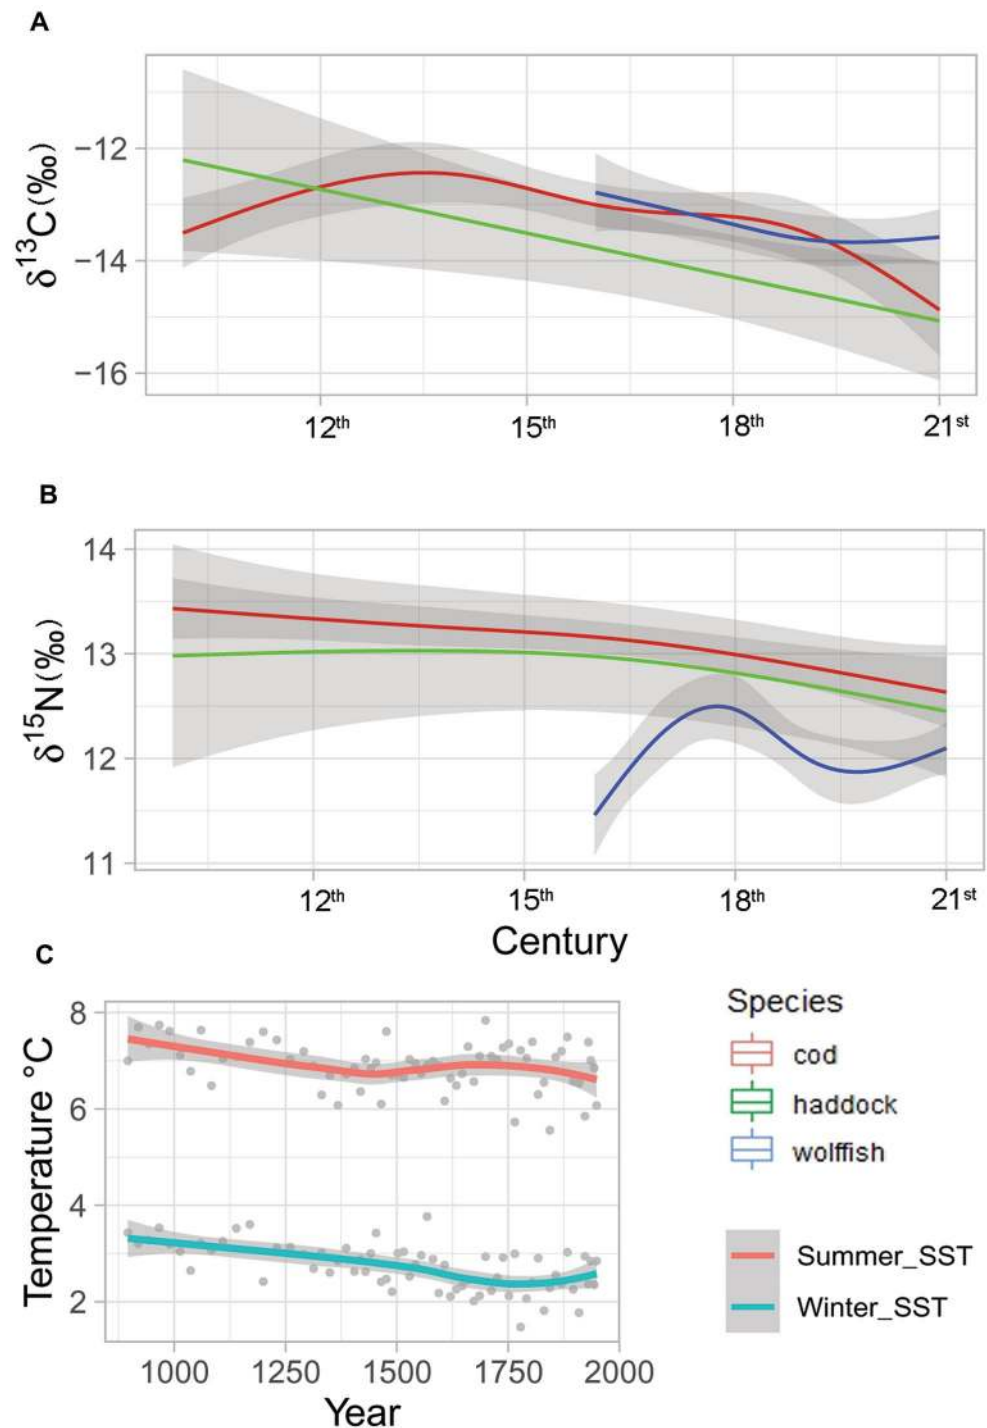 A
δ¹³C(‰)
−12
−14
−16
12ᵗʰ 15ᵗʰ 18ᵗʰ 21ˢᵗ
B
δ¹⁵N(‰)
14
13
12
11
12ᵗʰ 15ᵗʰ 18ᵗʰ 21ˢᵗ
Century
C
Temperature °C
8
6
4
2
1000 1250 1500 1750 2000
Year
Species
cod
haddock
wolffish
Summer_SST
Winter_SST